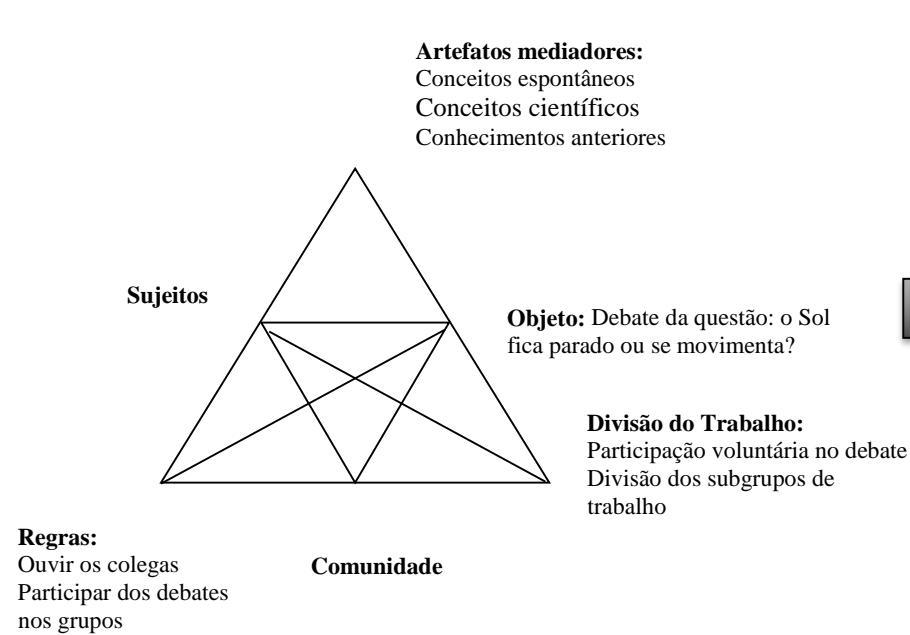 Artefatos mediadores:
Conceitos espontâneos
Conceitos científicos
Conhecimentos anteriores
Sujeitos
Objeto: Debate da questão: o Sol
fica parado ou se movimenta?
Divisão do Trabalho:
Participação voluntária no debate
Divisão dos subgrupos de
trabalho
Regras:
Ouvir os colegas
Participar dos debates
nos grupos
Comunidade